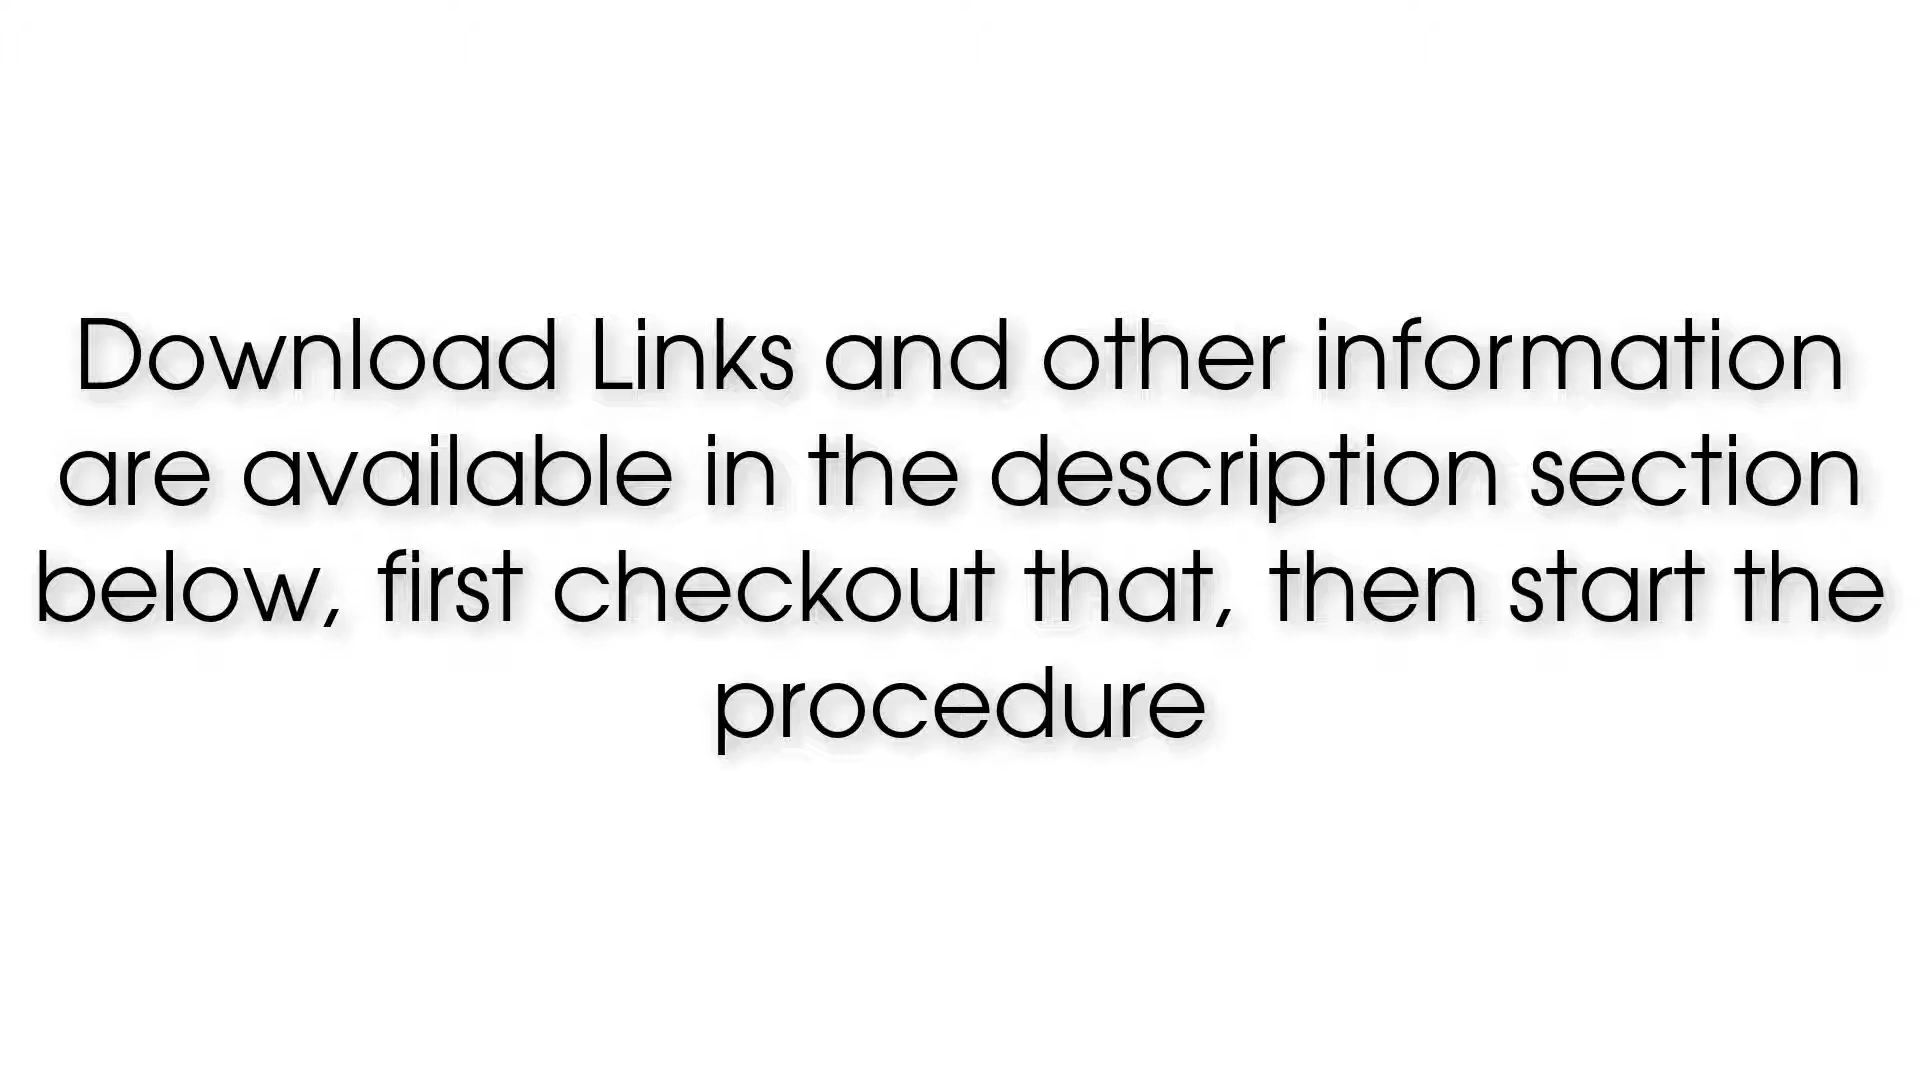 Download Links and other information
are available in the description section
below, first checkout that, then start the
procedure